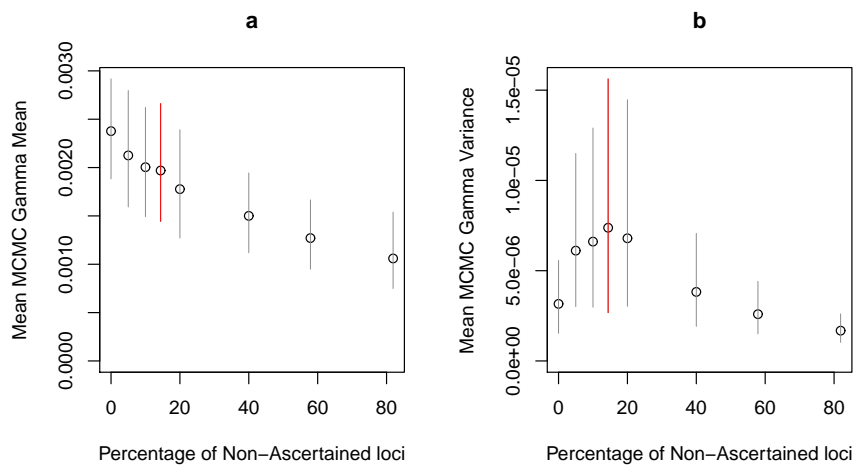 a
Mean MCMC Gamma Mean
0.0030
0.0020
0.0010
0.0000
0 20 40 60 80
Percentage of Non−Ascertained loci
b
Mean MCMC Gamma Variance
1.5e−05
1.0e−05
5.0e−06
0.0e+00
0 20 40 60 80
Percentage of Non−Ascertained loci